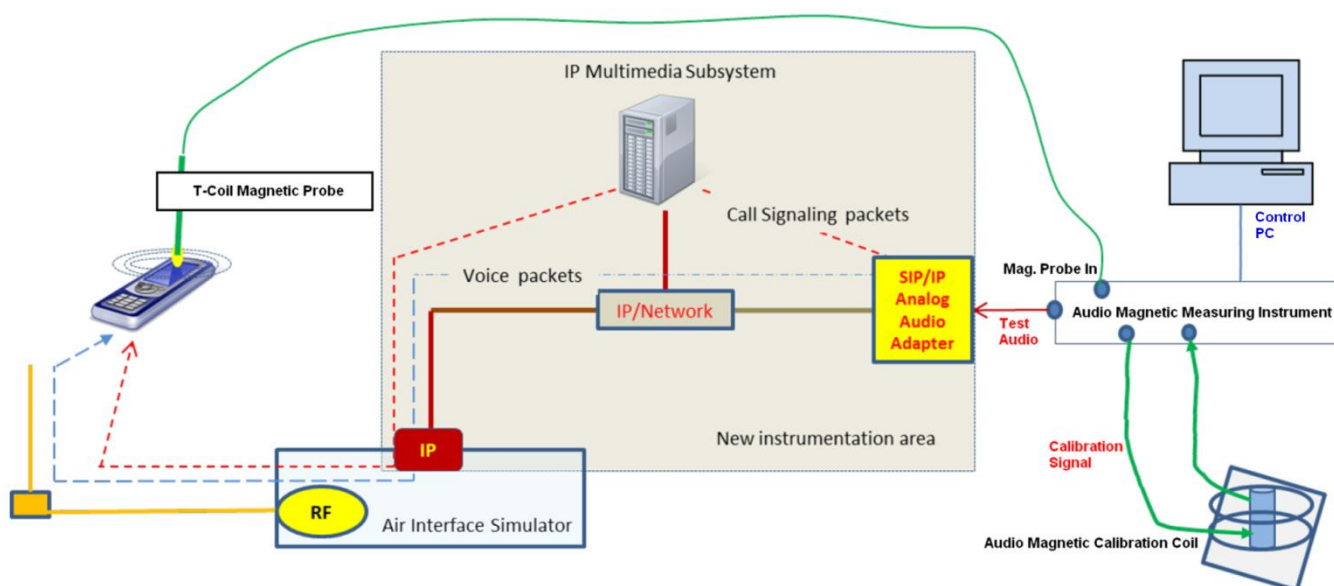 IP Multimedia Subsystem
T-Coil Magnetic Probe
Call Signaling packets
Control
PC
Voice packets
SIP/IP
Analog
Audio
Adapter
Mag. Probe In
IP/Network
Test
Audio
Audio Magnetic Measuring Instrument
IP
New instrumentation area
Calibration
Signal
RF
Air Interface Simulator
Audio Magnetic Calibration Coil